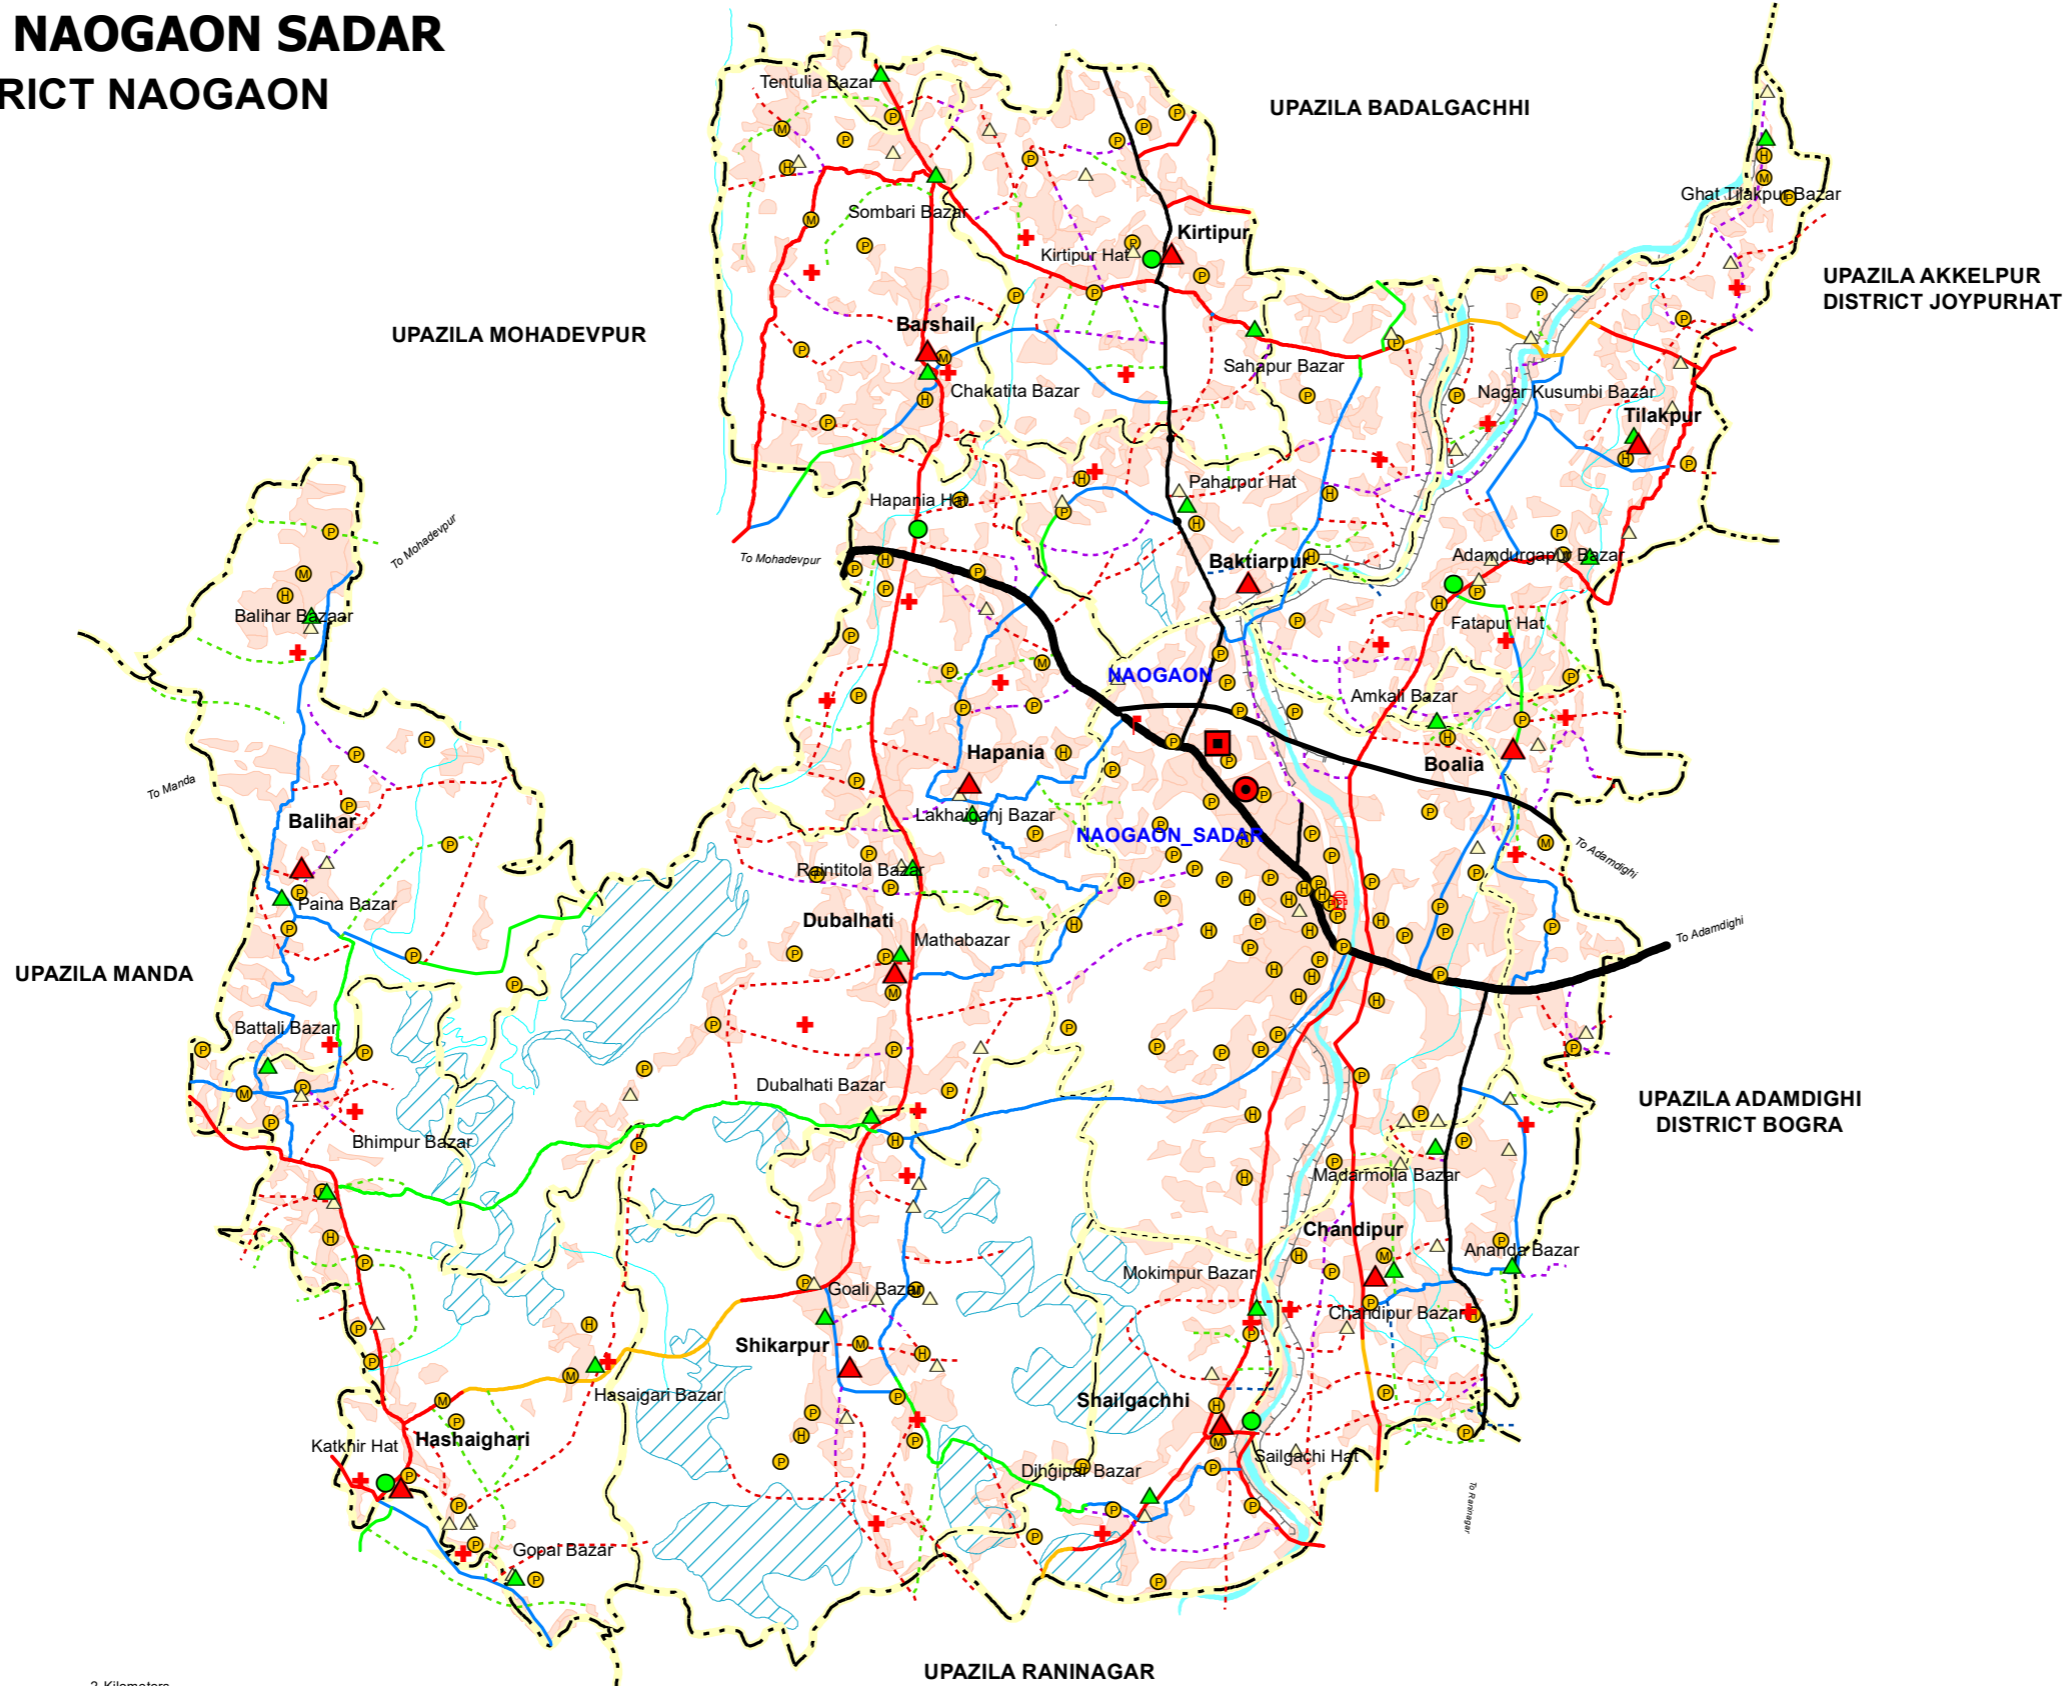 NAOGAON SADAR
RICT NAOGAON
Tentulia Bazar
UPAZILA BADALGACHHI
Ghat Tilakpur Bazar
Sombari Bazar
Kirtipur
Kirtipur Hat
UPAZILA AKKELPUR
DISTRICT JOYPURHAT
UPAZILA MOHADEVPUR
Barshail
Sahapur Bazar
Chakatita Bazar
Nagar Kusumbi Bazar
Tilakpur
Paharpur Hat
Hapania Hat
To Mohadevpur
To Mohadevpur
Baktiarpur
Adamdurgapur Bazar
Balihar Bazaar
Fatapur Hat
NAOGAON
Amkali Bazar
Hapania
Boalia
To Manda
Balihar
Lakhaiganj Bazar
NAOGAON_SADAR
To Adamdighi
Raintitola Bazar
Paina Bazar
Dubalhati
Mathabazar
To Adamdighi
UPAZILA MANDA
Battali Bazar
Dubalhati Bazar
UPAZILA ADAMDIGHI
DISTRICT BOGRA
Bhimpur Bazar
Madarmolla Bazar
Chandipur
Ananda Bazar
Mokimpur Bazar
Goali Bazar
Chandipur Bazar
Shikarpur
Hasaigari Bazar
Shailgachhi
Katkhir Hat
Hashaighari
Sailgachi Hat
Dihgipar Bazar
To Raninagar
Gopal Bazar
UPAZILA RANINAGAR
2 Kilometers